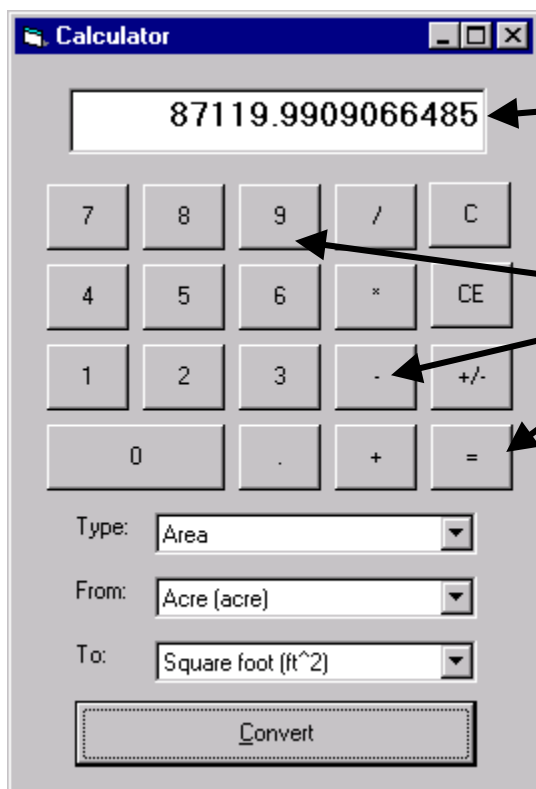 Calculator
87119.9909066485
7 8 9 / C
4 5 6 * CE
1 2 3 - +/-
0 . + =
Type: Area
From: Acre (acre)
To: Square foot (ft^2)
Convert